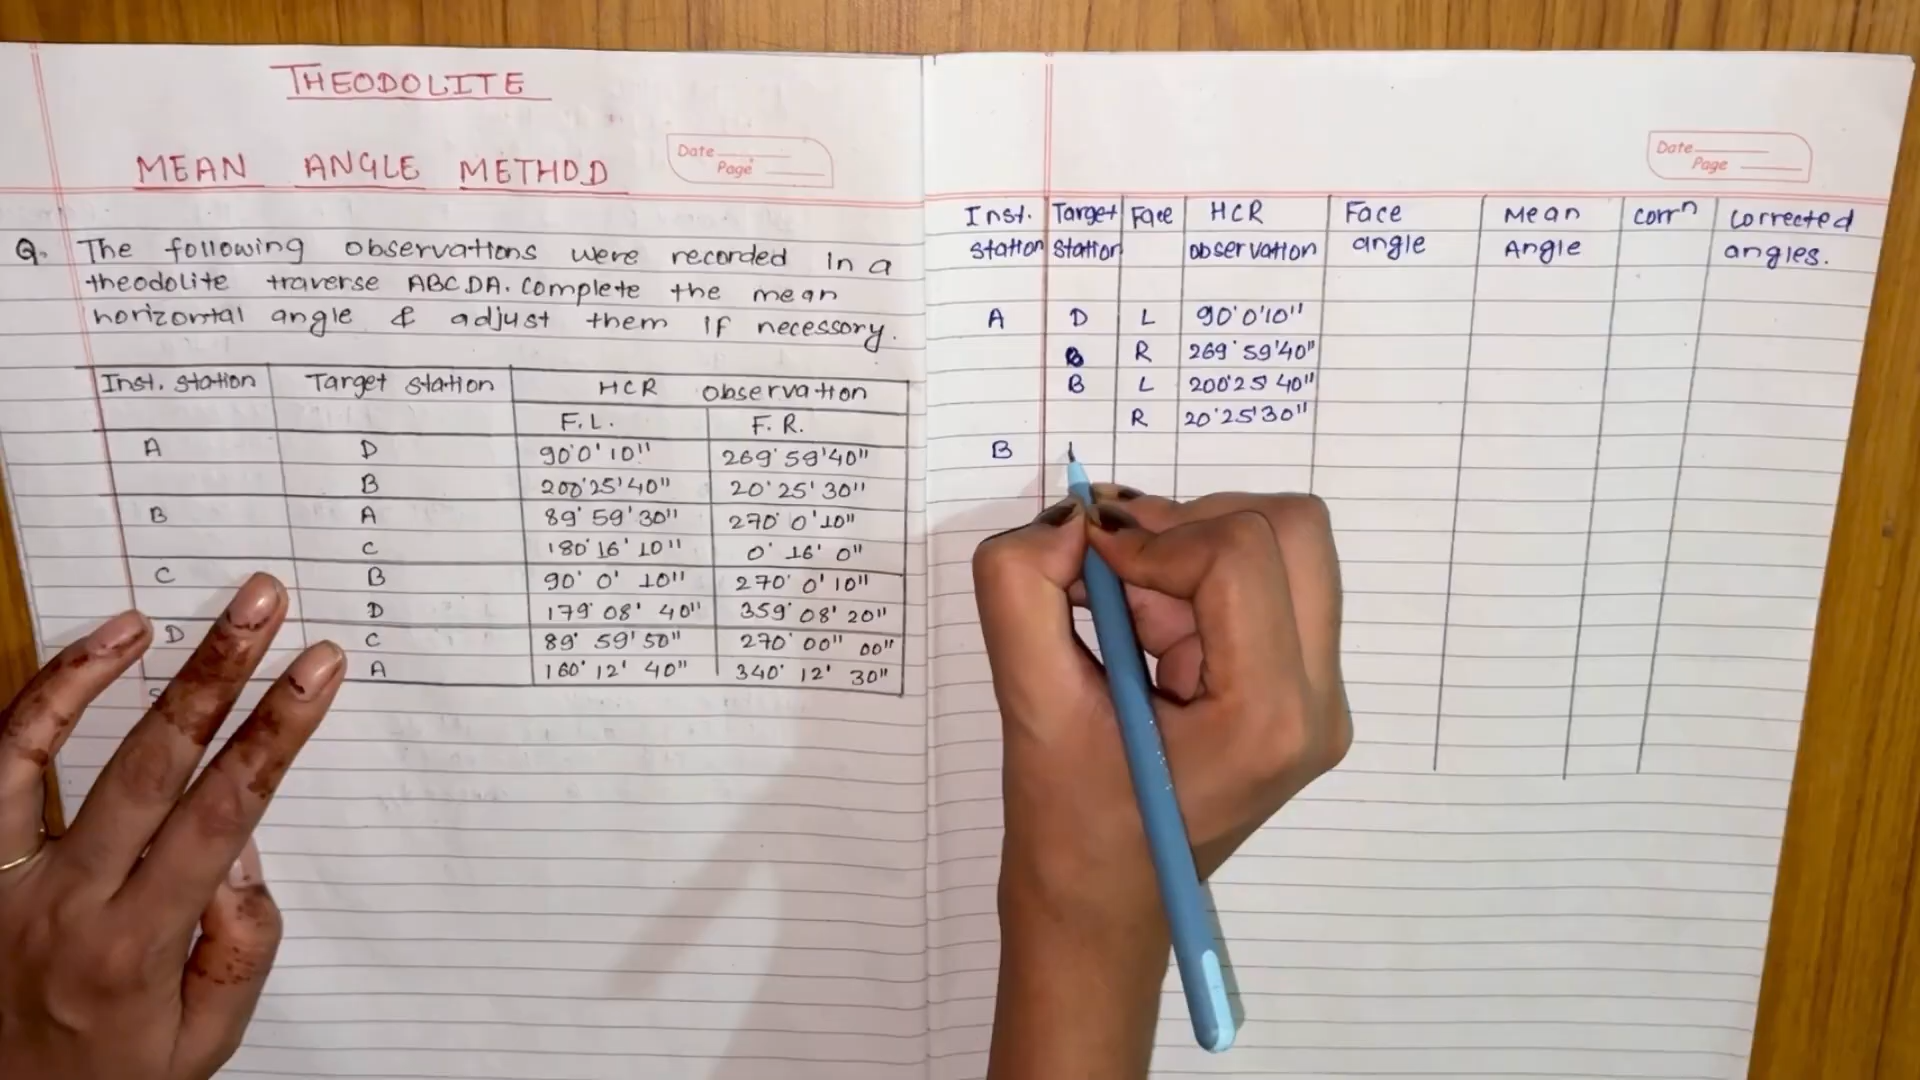 THEODOLITE
MEAN ANGLE METHOD
Date
Page
Q. The following observations were recorded in a
theodolite traverse ABCDA. Complete the mean
horizontal angle & adjust them if necessary.
Inst. station Target station HCR observation
F.L. F.R.
A D 90°0'10" 269°59'40"
B 200°25'40" 20°25'30"
B A 89°59'30" 270°0'10"
C 180°16'10" 0°16'0"
C B 90°0'10" 270°0'10"
D 179°08'40" 359°08'20"
D C 89°59'50" 270°00"00"
A 160°12'40" 340°12'30"
Date
Page
Inst. Target Face HCR Face Mean Corrn Corrected
station station observation angle Angle angles.
A D L 90°0'10"
R 269°59'40"
B L 200°25'40"
R 20°25'30"
B